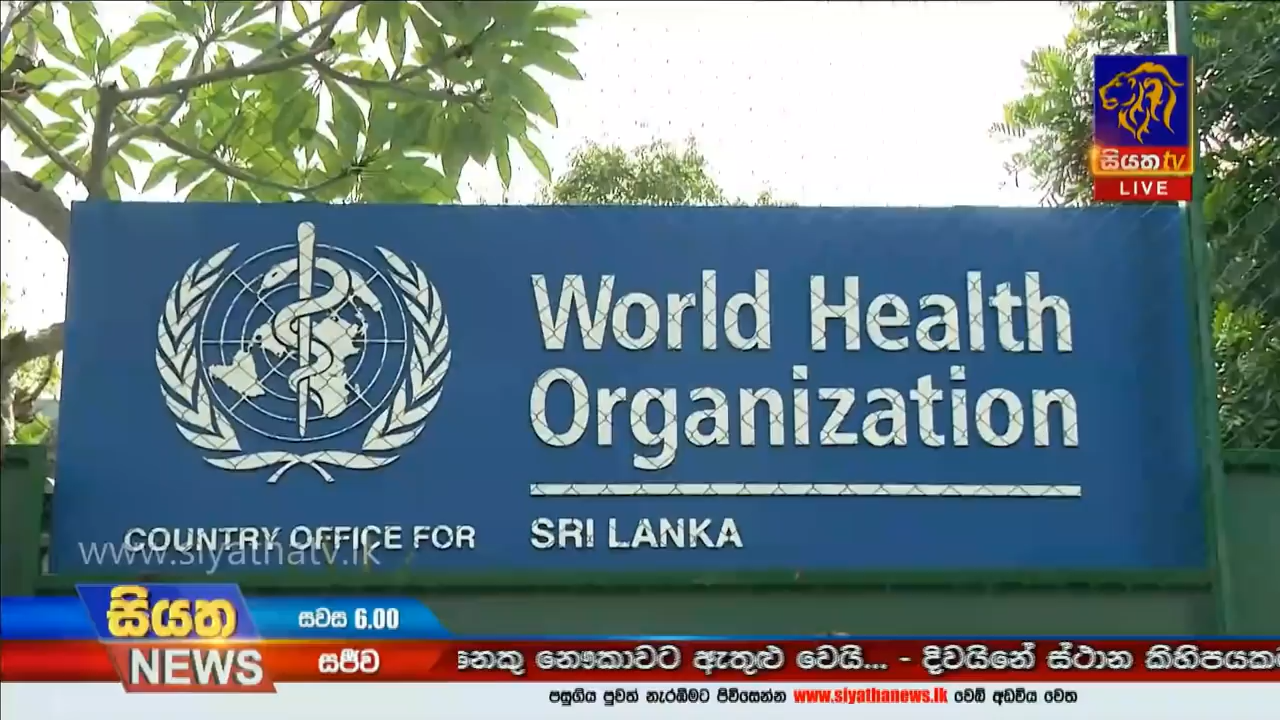 සියත tv
LIVE
World Health
Organization
COUNTRY OFFICE FOR SRI LANKA
www.siyathatv.lk
සියත
NEWS
සවස 6.00
සජීව
නෞකාවට ඇතුළු වෙයි... - දිවයිනේ ස්ථාන
පසුගිය පුවත් නැරඹීමට පිවිසෙන්න www.siyathanews.lk වෙබ් අඩවිය වෙත